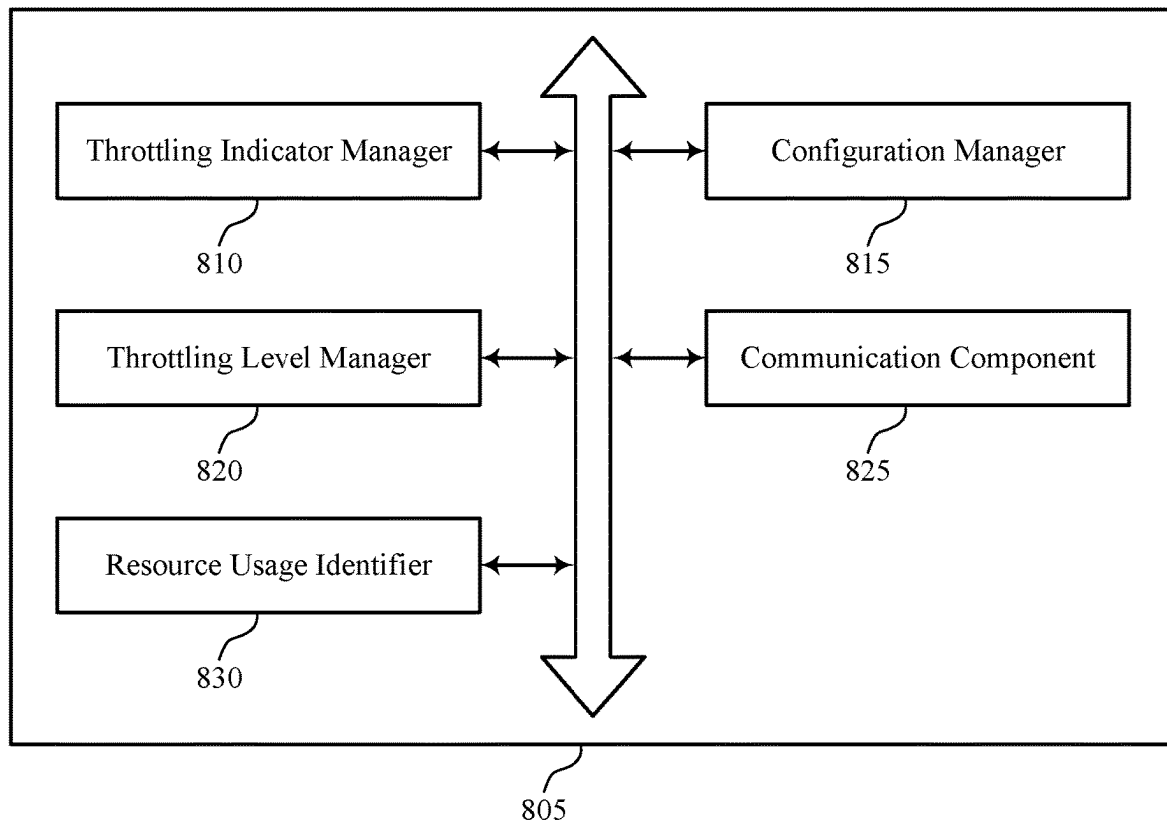 Throttling Indicator Manager
810
Configuration Manager
815
Throttling Level Manager
820
Communication Component
825
Resource Usage Identifier
830
805